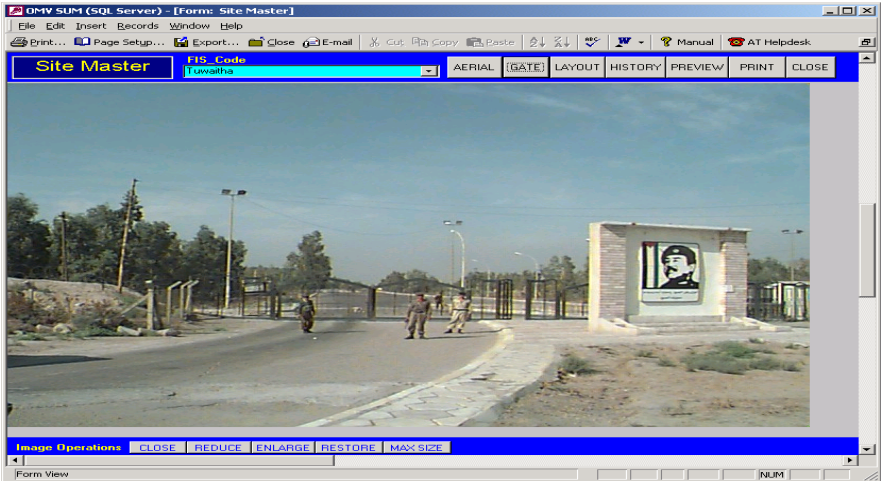 OMV SUM (SQL Server) - [Form: Site Master]
File Edit Insert Records Window Help
Print... Page Setup... Export... Close E-mail Cut Copy Paste Manual AT Helpdesk
Site Master
FIS_Code
Tuwaitha
AERIAL GATE LAYOUT HISTORY PREVIEW PRINT CLOSE
Image Operations CLOSE REDUCE ENLARGE RESTORE MAX SIZE
Form View NUM